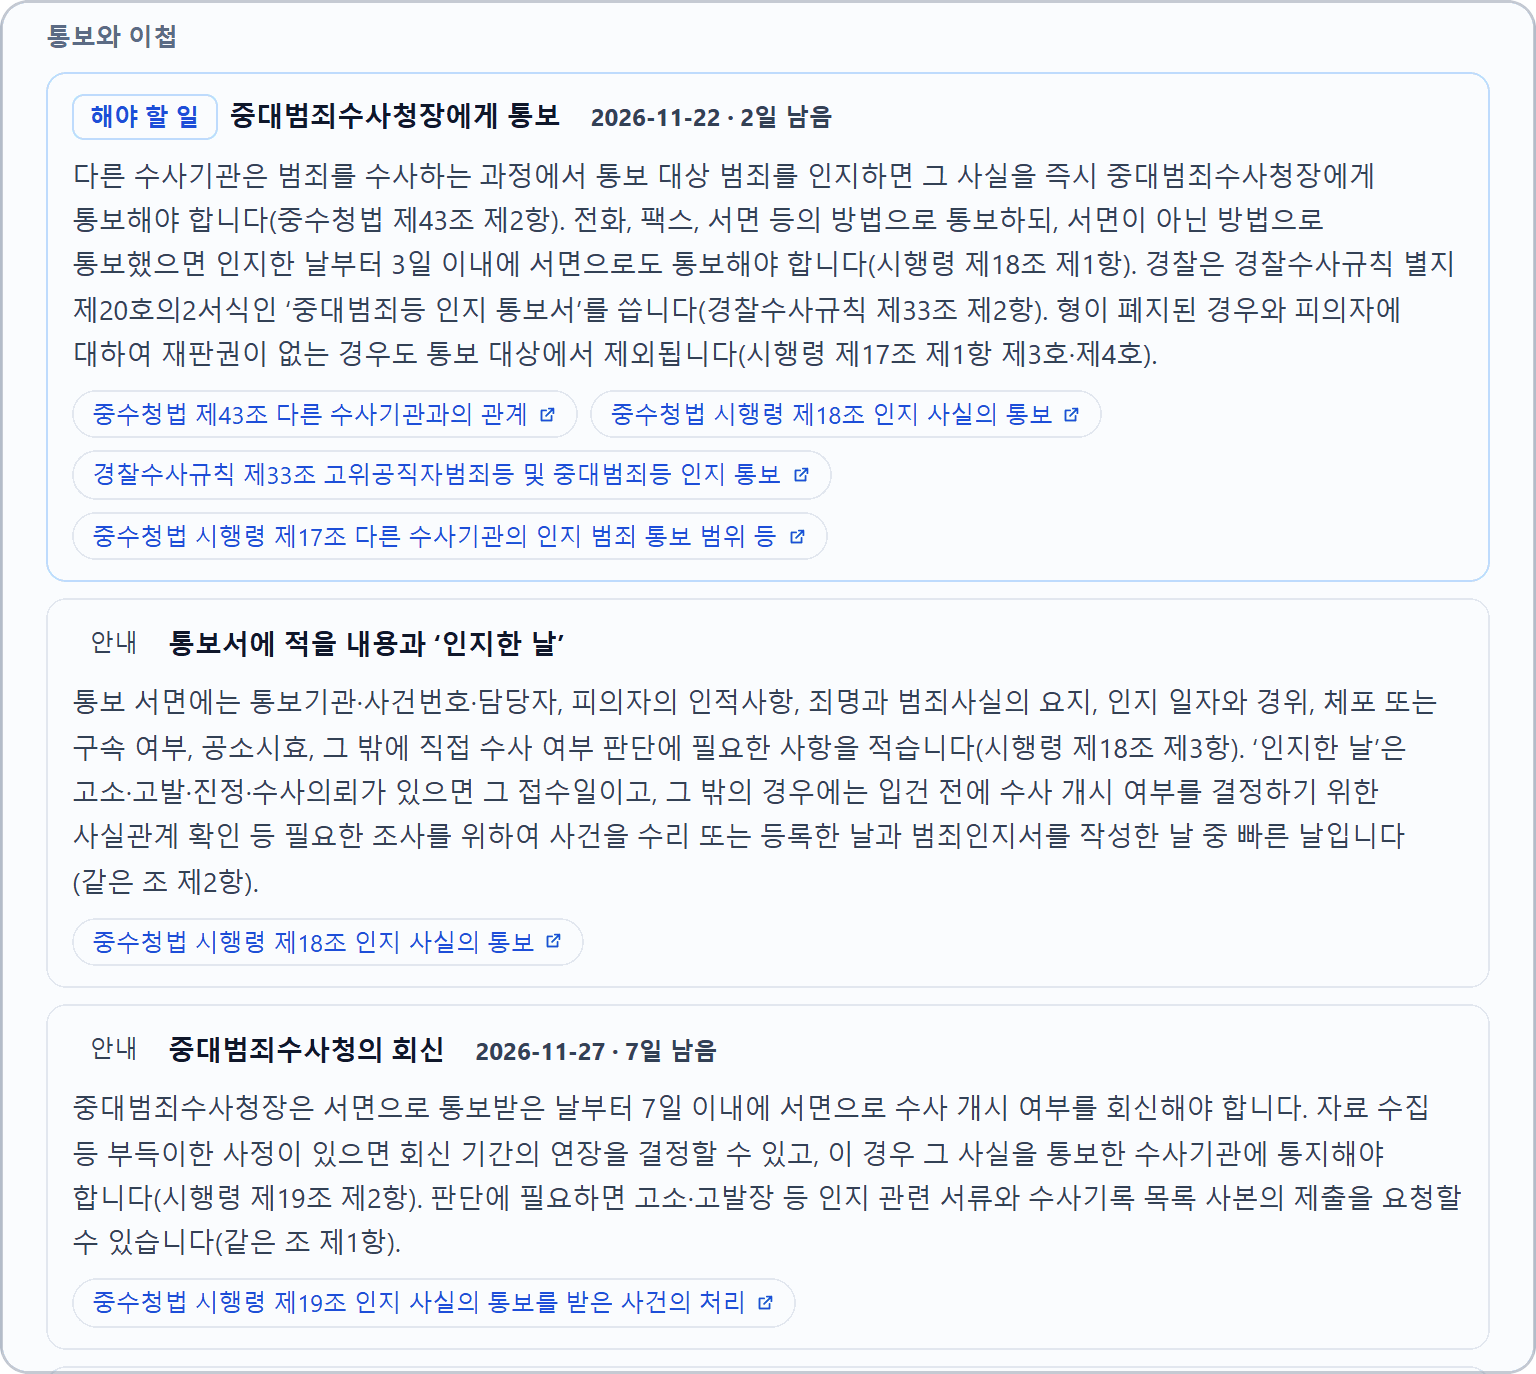 통보와 이첩
해야 할 일 중대범죄수사청장에게 통보 2026-11-22 · 2일 남음
다른 수사기관은 범죄를 수사하는 과정에서 통보 대상 범죄를 인지하면 그 사실을 즉시 중대범죄수사청장에게
통보해야 합니다(중수청법 제43조 제2항). 전화, 팩스, 서면 등의 방법으로 통보하되, 서면이 아닌 방법으로
통보했으면 인지한 날부터 3일 이내에 서면으로도 통보해야 합니다(시행령 제18조 제1항). 경찰은 경찰수사규칙 별지
제20호의2서식인 ‘중대범죄등 인지 통보서’를 씁니다(경찰수사규칙 제33조 제2항). 형이 폐지된 경우와 피의자에
대하여 재판권이 없는 경우도 통보 대상에서 제외됩니다(시행령 제17조 제1항 제3호·제4호).
중수청법 제43조 다른 수사기관과의 관계 중수청법 시행령 제18조 인지 사실의 통보
경찰수사규칙 제33조 고위공직자범죄등 및 중대범죄등 인지 통보
중수청법 시행령 제17조 다른 수사기관의 인지 범죄 통보 범위 등
안내 통보서에 적을 내용과 ‘인지한 날’
통보 서면에는 통보기관·사건번호·담당자, 피의자의 인적사항, 죄명과 범죄사실의 요지, 인지 일자와 경위, 체포 또는
구속 여부, 공소시효, 그 밖에 직접 수사 여부 판단에 필요한 사항을 적습니다(시행령 제18조 제3항). ‘인지한 날’은
고소·고발·진정·수사의뢰가 있으면 그 접수일이고, 그 밖의 경우에는 입건 전에 수사 개시 여부를 결정하기 위한
사실관계 확인 등 필요한 조사를 위하여 사건을 수리 또는 등록한 날과 범죄인지서를 작성한 날 중 빠른 날입니다
(같은 조 제2항).
중수청법 시행령 제18조 인지 사실의 통보
안내 중대범죄수사청의 회신 2026-11-27 · 7일 남음
중대범죄수사청장은 서면으로 통보받은 날부터 7일 이내에 서면으로 수사 개시 여부를 회신해야 합니다. 자료 수집
등 부득이한 사정이 있으면 회신 기간의 연장을 결정할 수 있고, 이 경우 그 사실을 통보한 수사기관에 통지해야
합니다(시행령 제19조 제2항). 판단에 필요하면 고소·고발장 등 인지 관련 서류와 수사기록 목록 사본의 제출을 요청할
수 있습니다(같은 조 제1항).
중수청법 시행령 제19조 인지 사실의 통보를 받은 사건의 처리